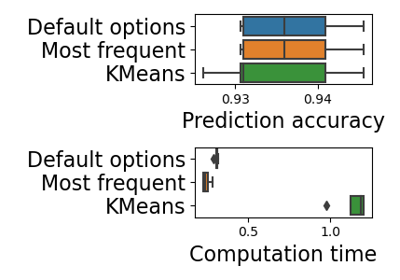 Default options
Most frequent
KMeans
0.93 0.94
Prediction accuracy
Default options
Most frequent
KMeans
0.5 1.0
Computation time